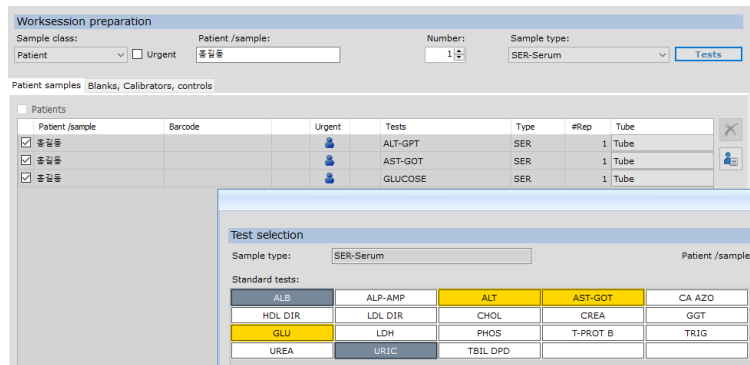 Worksession preparation
Sample class: Patient /sample: Number: Sample type:
Patient Urgent 홍길동 1 SER-Serum Tests
Patient samples Blanks, Calibrators, controls
Patients
Patient /sample Barcode Urgent Tests Type #Rep Tube
홍길동 ALT-GPT SER 1 Tube
홍길동 AST-GOT SER 1 Tube
홍길동 GLUCOSE SER 1 Tube
Test selection
Sample type: SER-Serum Patient /sample
Standard tests:
ALB ALP-AMP ALT AST-GOT CA AZO
HDL DIR LDL DIR CHOL CREA GGT
GLU LDH PHOS T-PROT B TRIG
UREA URIC TBIL DPD